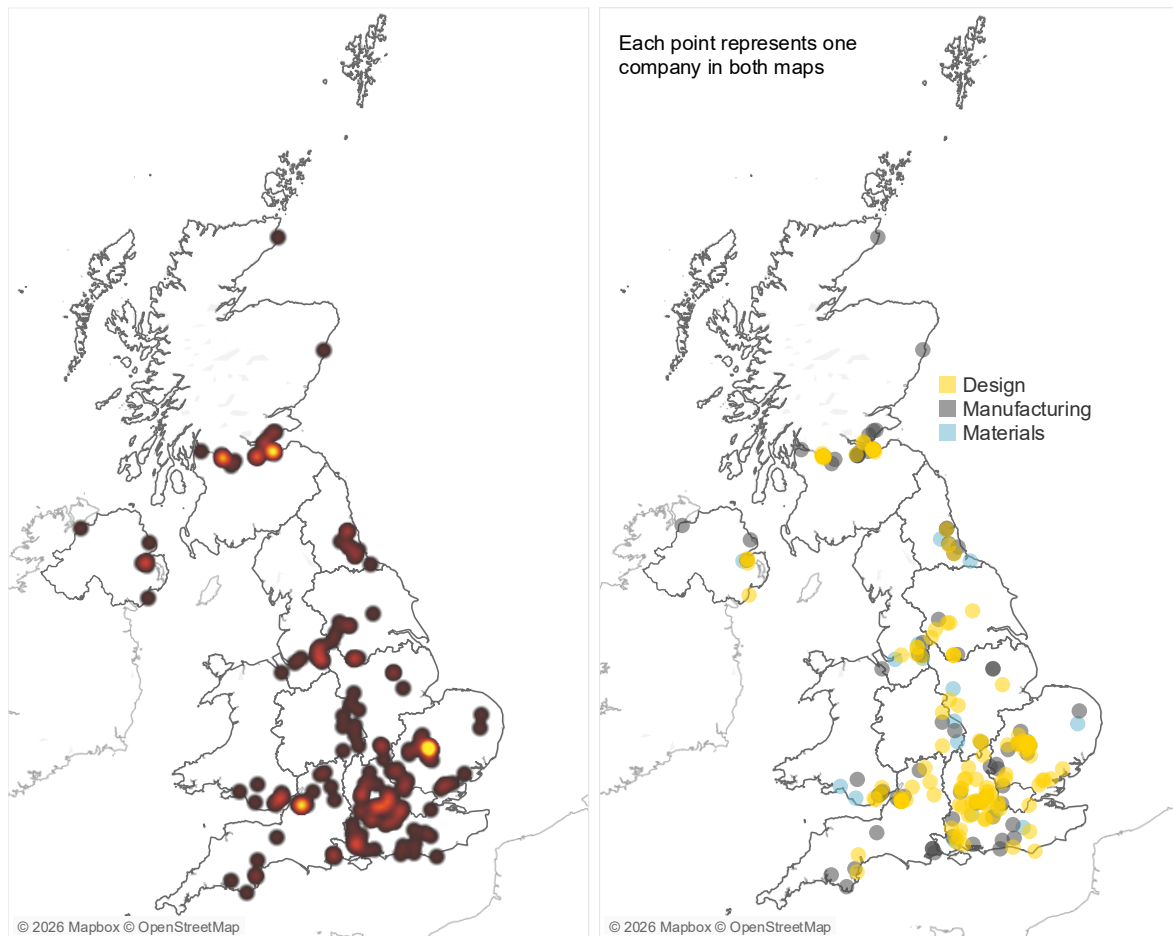 Each point represents one
company in both maps
Design
Manufacturing
Materials
© 2026 Mapbox © OpenStreetMap
© 2026 Mapbox © OpenStreetMap